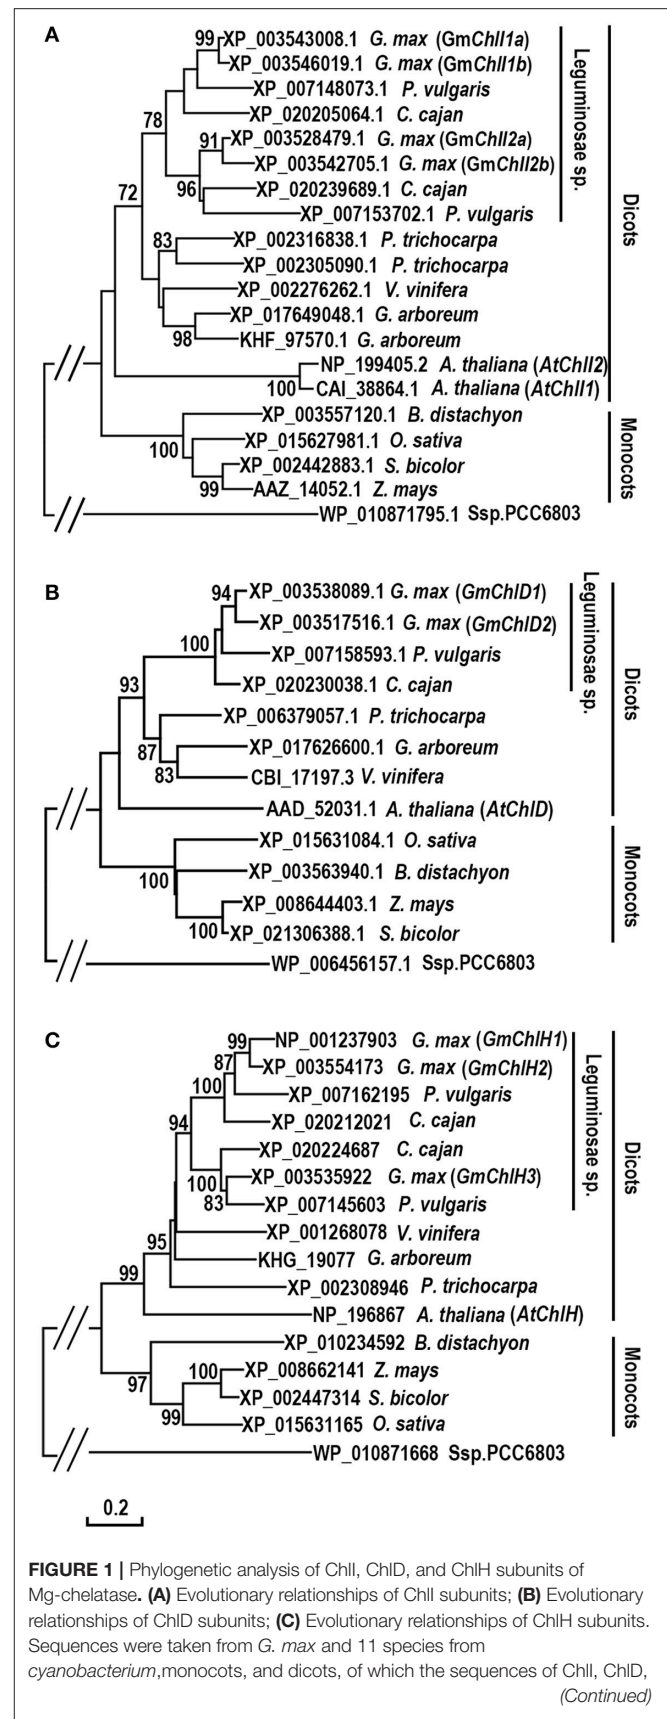 A
99 XP_003543008.1 G. max (GmChlI1a)
XP_003546019.1 G. max (GmChlI1b)
XP_007148073.1 P. vulgaris
78 XP_020205064.1 C. cajan
91 XP_003528479.1 G. max (GmChlI2a)
XP_003542705.1 G. max (GmChlI2b)
72 96 XP_020239689.1 C. cajan
XP_007153702.1 P. vulgaris
Leguminosae sp.
83 XP_002316838.1 P. trichocarpa
XP_002305090.1 P. trichocarpa
XP_002276262.1 V. vinifera
XP_017649048.1 G. arboreum
98 KHF_97570.1 G. arboreum
NP_199405.2 A. thaliana (AtChlI2)
100 CAI_38864.1 A. thaliana (AtChlI1)
Dicots
XP_003557120.1 B. distachyon
100 XP_015627981.1 O. sativa
XP_002442883.1 S. bicolor
99 AAZ_14052.1 Z. mays
Monocots
WP_010871795.1 Ssp.PCC6803
B
94 XP_003538089.1 G. max (GmChlD1)
XP_003517516.1 G. max (GmChlD2)
100 XP_007158593.1 P. vulgaris
XP_020230038.1 C. cajan
Leguminosae sp.
93 XP_006379057.1 P. trichocarpa
87 XP_017626600.1 G. arboreum
83 CBI_17197.3 V. vinifera
AAD_52031.1 A. thaliana (AtChlD)
Dicots
XP_015631084.1 O. sativa
100 XP_003563940.1 B. distachyon
XP_008644403.1 Z. mays
100 XP_021306388.1 S. bicolor
Monocots
WP_006456157.1 Ssp.PCC6803
C
99 NP_001237903 G. max (GmChlH1)
87 XP_003554173 G. max (GmChlH2)
100 XP_007162195 P. vulgaris
94 XP_020212021 C. cajan
XP_020224687 C. cajan
100 XP_003535922 G. max (GmChlH3)
83 XP_007145603 P. vulgaris
Leguminosae sp.
XP_001268078 V. vinifera
95 KHG_19077 G. arboreum
99 XP_002308946 P. trichocarpa
NP_196867 A. thaliana (AtChlH)
Dicots
XP_010234592 B. distachyon
97 100 XP_008662141 Z. mays
XP_002447314 S. bicolor
99 XP_015631165 O. sativa
Monocots
WP_010871668 Ssp.PCC6803
0.2
FIGURE 1 | Phylogenetic analysis of ChlI, ChlD, and ChlH subunits of
Mg-chelatase. (A) Evolutionary relationships of ChlI subunits; (B) Evolutionary
relationships of ChlD subunits; (C) Evolutionary relationships of ChlH subunits.
Sequences were taken from G. max and 11 species from
cyanobacterium,monocots, and dicots, of which the sequences of ChlI, ChlD,
(Continued)